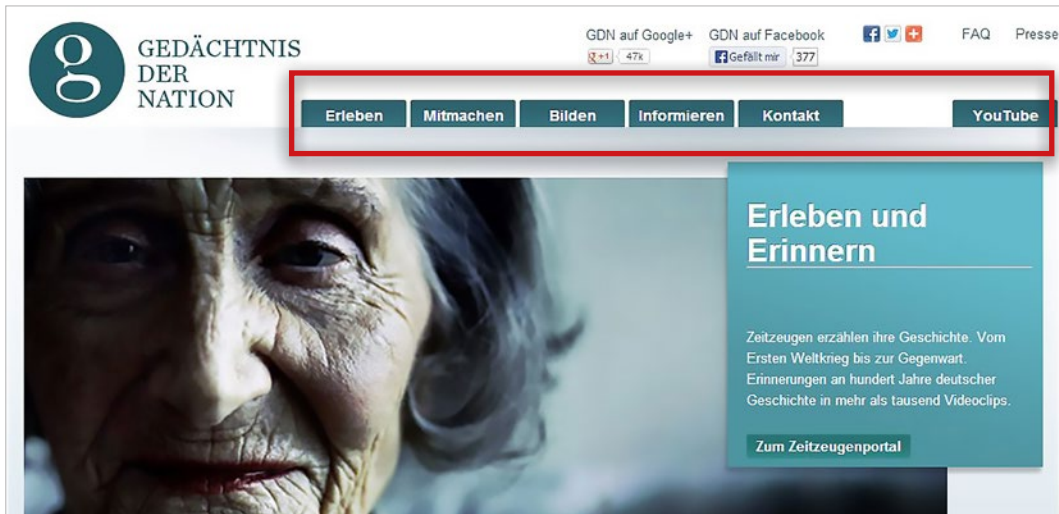 g
GEDÄCHTNIS
DER
NATION
GDN auf Google+ GDN auf Facebook FAQ Presse
+1 47k Gefällt mir 377
Erleben Mitmachen Bilden Informieren Kontakt YouTube
Erleben und
Erinnern
Zeitzeugen erzählen ihre Geschichte. Vom
Ersten Weltkrieg bis zur Gegenwart.
Erinnerungen an hundert Jahre deutscher
Geschichte in mehr als tausend Videoclips.
Zum Zeitzeugenportal